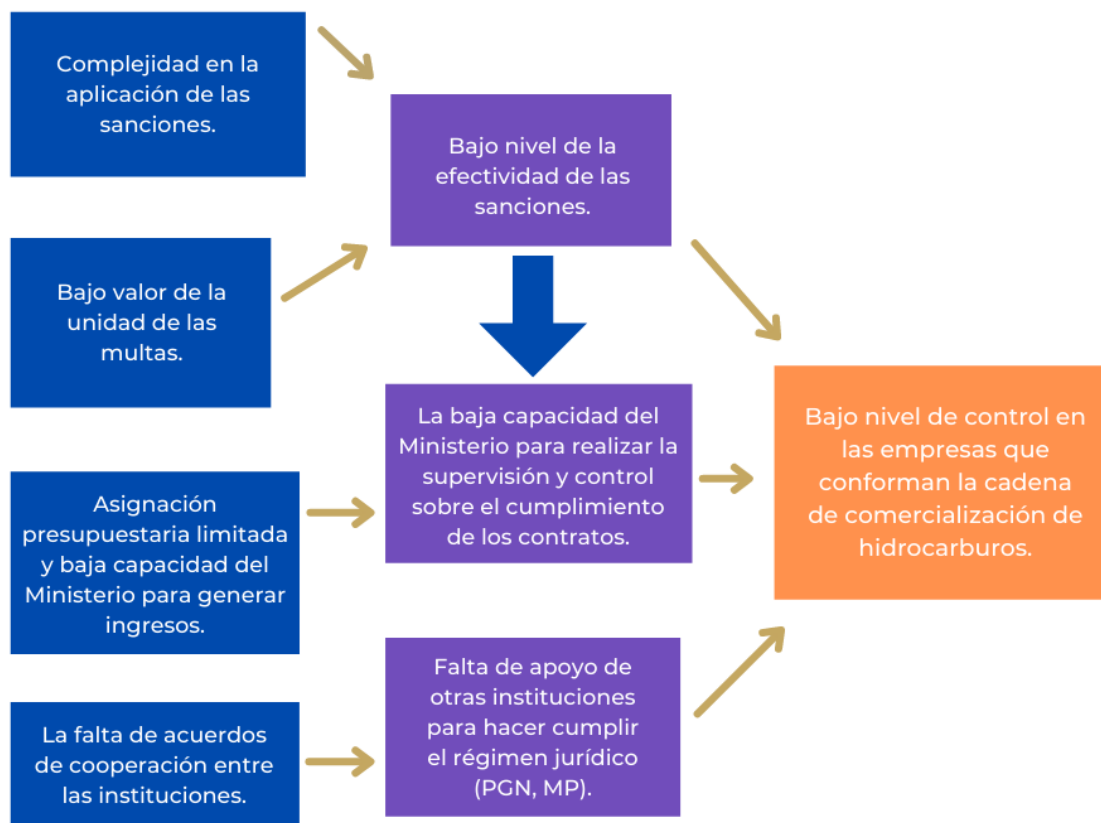 Complejidad en la
aplicación de las
sanciones.
Bajo valor de la
unidad de las
multas.
Asignación
presupuestaria limitada
y baja capacidad del
Ministerio para generar
ingresos.
La falta de acuerdos
de cooperación entre
las instituciones.
Bajo nivel de la
efectividad de las
sanciones.
La baja capacidad del
Ministerio para realizar la
supervisión y control
sobre el cumplimiento
de los contratos.
Falta de apoyo de
otras instituciones
para hacer cumplir
el régimen jurídico
(PGN, MP).
Bajo nivel de control en
las empresas que
conforman la cadena
de comercialización de
hidrocarburos.